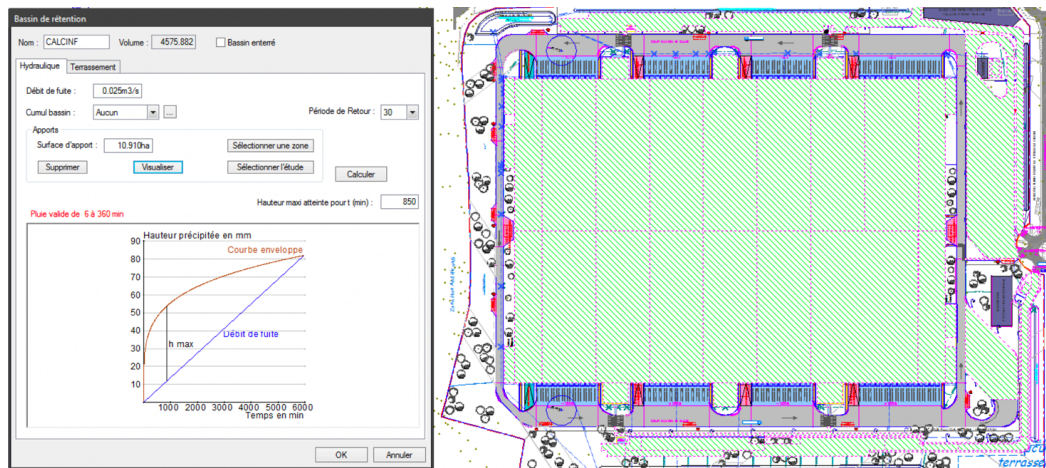 Bassin de rétention
Nom : CALCINF Volume : 4575.882 Bassin enterré
Hydraulique Terrassement
Débit de fuite : 0.025m3/s
Cumul bassin : Aucun ... Période de Retour : 30
Apports
Surface d'apport : 10.910ha Sélectionner une zone
Supprimer Visualiser Sélectionner l'étude
Calculer
Hauteur maxi atteinte pour t (min) : 850
Pluie valide de 6 à 360 min
Hauteur précipitée en mm
Courbe enveloppe
90
80
70
60
50
40
30
20
10
Débit de fuite
h max
1000 2000 3000 4000 5000 6000
Temps en min
OK Annuler
terrasse